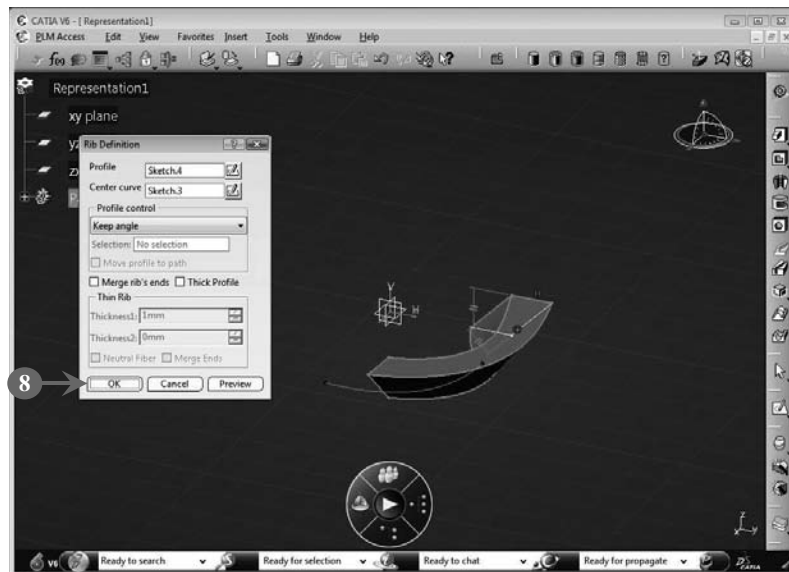 CATIA V6 - [ Representation1]
PLM Access Edit View Favorites Insert Tools Window Help
Representation1
xy plane
Rib Definition
Profile Sketch.4
Center curve Sketch.3
Profile control
Keep angle
Selection: No selection
Move profile to path
Merge rib's ends Thick Profile
Thin Rib
Thickness1: 1mm
Thickness2: 0mm
Neutral Fiber Merge Ends
8
OK Cancel Preview
Y
H
V6 Ready to search Ready for selection Ready to chat Ready for propagate
CATIA